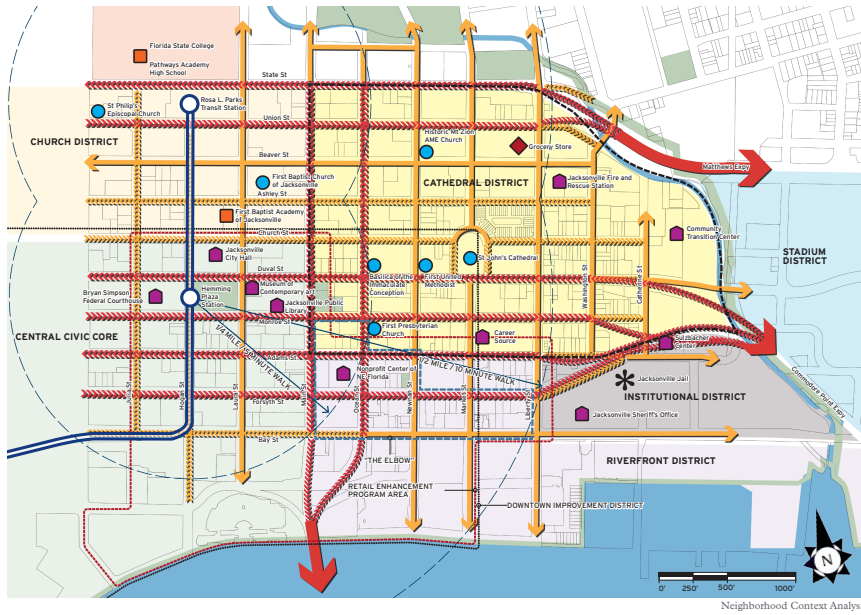 Florida State College
Pathways Academy
High School
State St
Rosa L. Parks
Transit Station
St Philip's
Episcopal Church
Union St
Historic Mt Zion
AME Church
Grocery Store
CHURCH DISTRICT
Beaver St
Matthews Expy
First Baptist Church
of Jacksonville
CATHEDRAL DISTRICT
Jacksonville Fire and
Rescue Station
Ashley St
First Baptist Academy
of Jacksonville
Church St
Community
Transition Center
Jacksonville
City Hall
St John's Cathedral
STADIUM
DISTRICT
Duval St
Basilica of the
Immaculate
Conception
First United
Methodist
Washington St
Catherine St
Bryan Simpson
Federal Courthouse
Hemming
Plaza
Station
Museum of
Contemporary art
Jacksonville Public
Library
Monroe St
First Presbyterian
Church
Career
Source
Sulzbacher
Center
CENTRAL CIVIC CORE
1/4 MILE / 5 MINUTE WALK
Adams St
1/2 MILE / 10 MINUTE WALK
Nonprofit Center of
NE Florida
Jacksonville Jail
Commodore Point Expy
Julia St
Hogan St
Laura St
Main St
Ocean St
Newnan St
Market St
Liberty St
Forsyth St
INSTITUTIONAL DISTRICT
Jacksonville Sheriff's Office
Bay St
"THE ELBOW"
RIVERFRONT DISTRICT
RETAIL ENHANCEMENT
PROGRAM AREA
DOWNTOWN IMPROVEMENT DISTRICT
N
0' 250' 500' 1000'
Neighborhood Context Analys